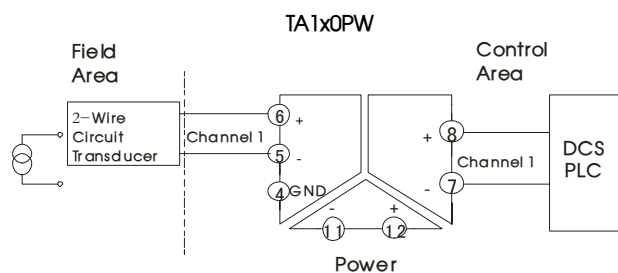 TA1x0PW
Field
Area
Control
Area
2-Wire
Circuit
Transducer
Channel 1
6
+
5
-
4
GND
-
+
11
12
Power
+
8
-
7
Channel 1
DCS
PLC